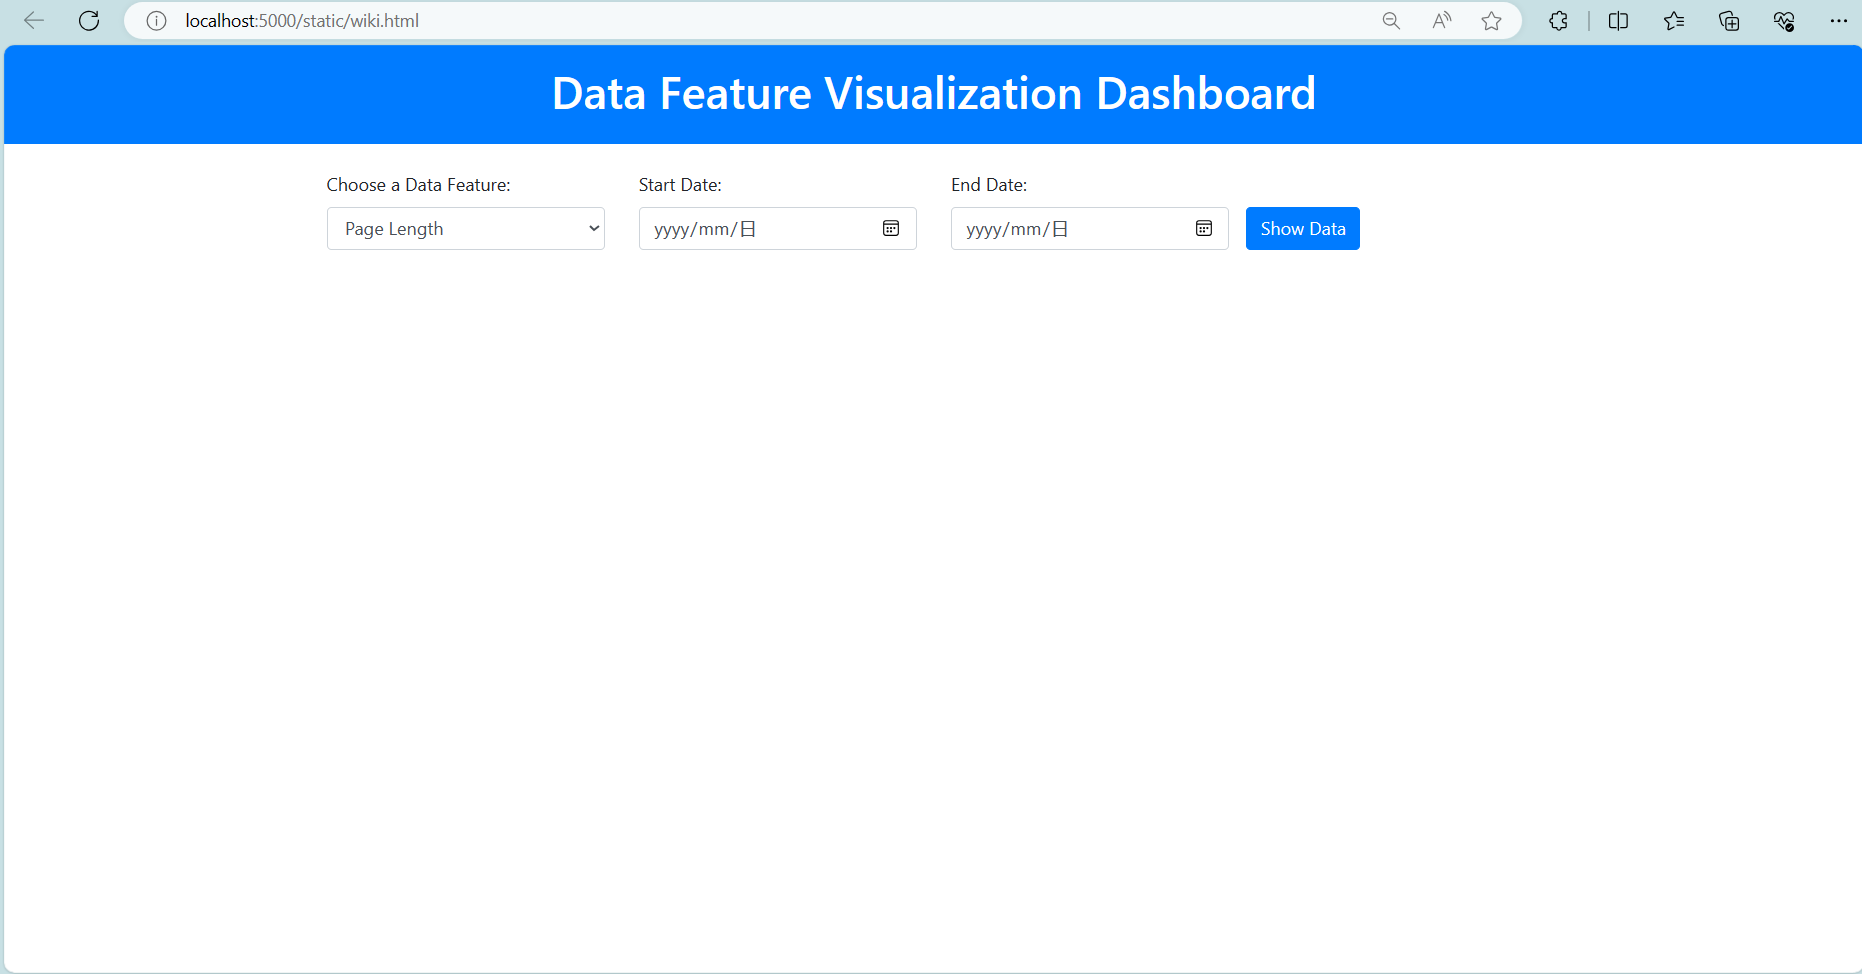 localhost:5000/static/wiki.html
Data Feature Visualization Dashboard
Choose a Data Feature: Start Date: End Date:
Page Length yyyy/mm/日 yyyy/mm/日 Show Data